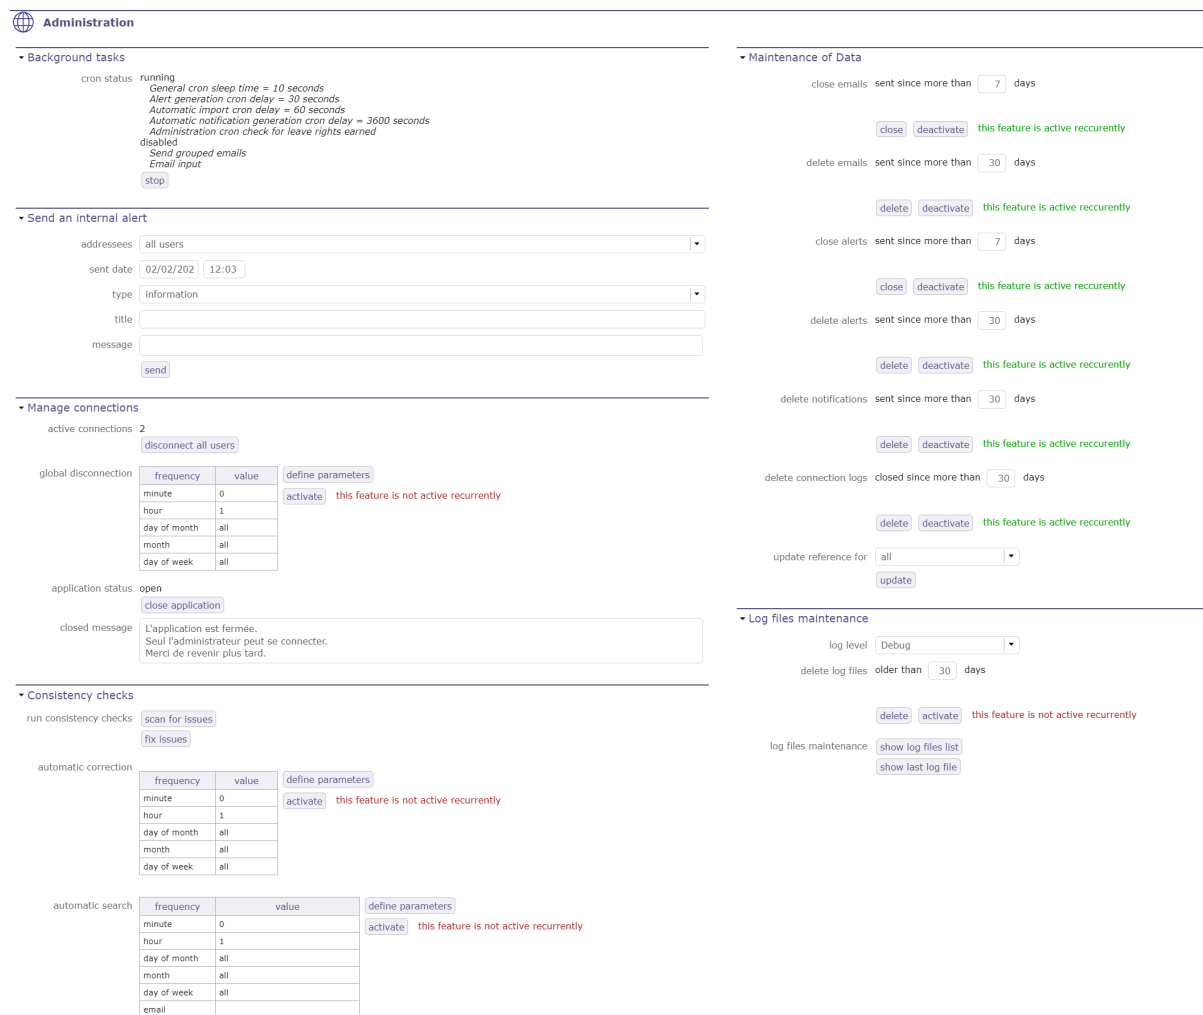 Administration
Background tasks
cron status running
General cron sleep time = 10 seconds
Alert generation cron delay = 30 seconds
Automatic import cron delay = 60 seconds
Automatic notification generation cron delay = 3600 seconds
Administration cron check for leave rights earned
disabled
Send grouped emails
Email input
stop
Send an internal alert
addressees all users
sent date 02/02/202 12:03
type information
title
message
send
Manage connections
active connections 2
disconnect all users
global disconnection frequency value define parameters
minute 0 activate this feature is not active recurrently
hour 1
day of month all
month all
day of week all
application status open
close application
closed message L'application est fermée.
Seul l'administrateur peut se connecter.
Merci de revenir plus tard.
Consistency checks
run consistency checks scan for issues
fix issues
automatic correction
frequency value define parameters
minute 0 activate this feature is not active recurrently
hour 1
day of month all
month all
day of week all
automatic search frequency value define parameters
minute 0 activate this feature is not active recurrently
hour 1
day of month all
month all
day of week all
email
Maintenance of Data
close emails sent since more than 7 days
close deactivate this feature is active reccurently
delete emails sent since more than 30 days
delete deactivate this feature is active reccurently
close alerts sent since more than 7 days
close deactivate this feature is active reccurently
delete alerts sent since more than 30 days
delete deactivate this feature is active reccurently
delete notifications sent since more than 30 days
delete deactivate this feature is active reccurently
delete connection logs closed since more than 30 days
delete deactivate this feature is active reccurently
update reference for all
update
Log files maintenance
log level Debug
delete log files older than 30 days
delete activate this feature is not active recurrently
log files maintenance show log files list
show last log file